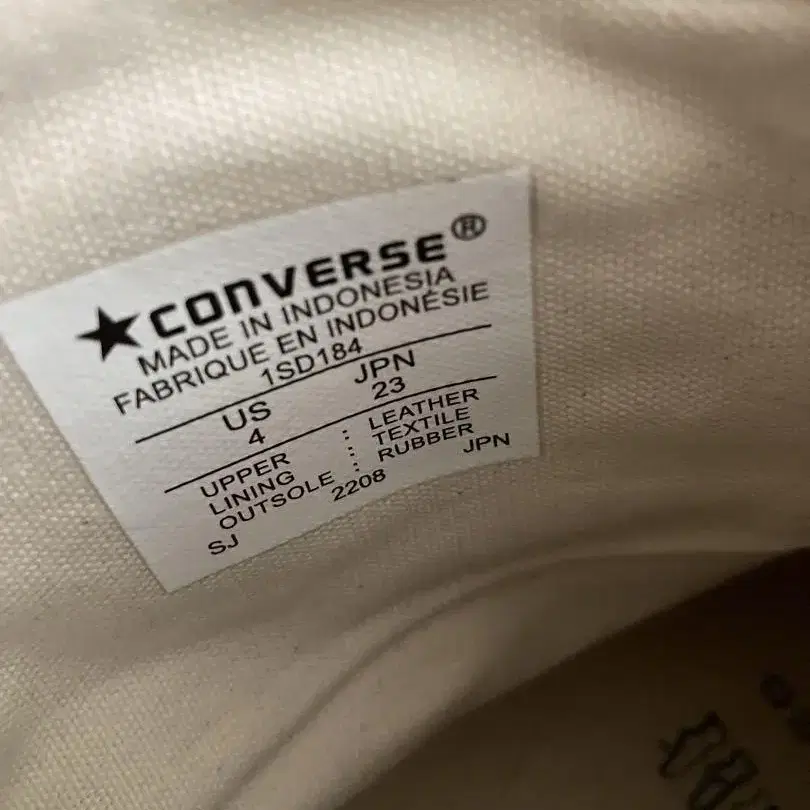 ★CONVERSE®
MADE IN INDONESIA
FABRIQUE EN INDONÉSIE
1SD184
US JPN
4 23
UPPER : LEATHER
LINING : TEXTILE
OUTSOLE : RUBBER
SJ 2208 JPN